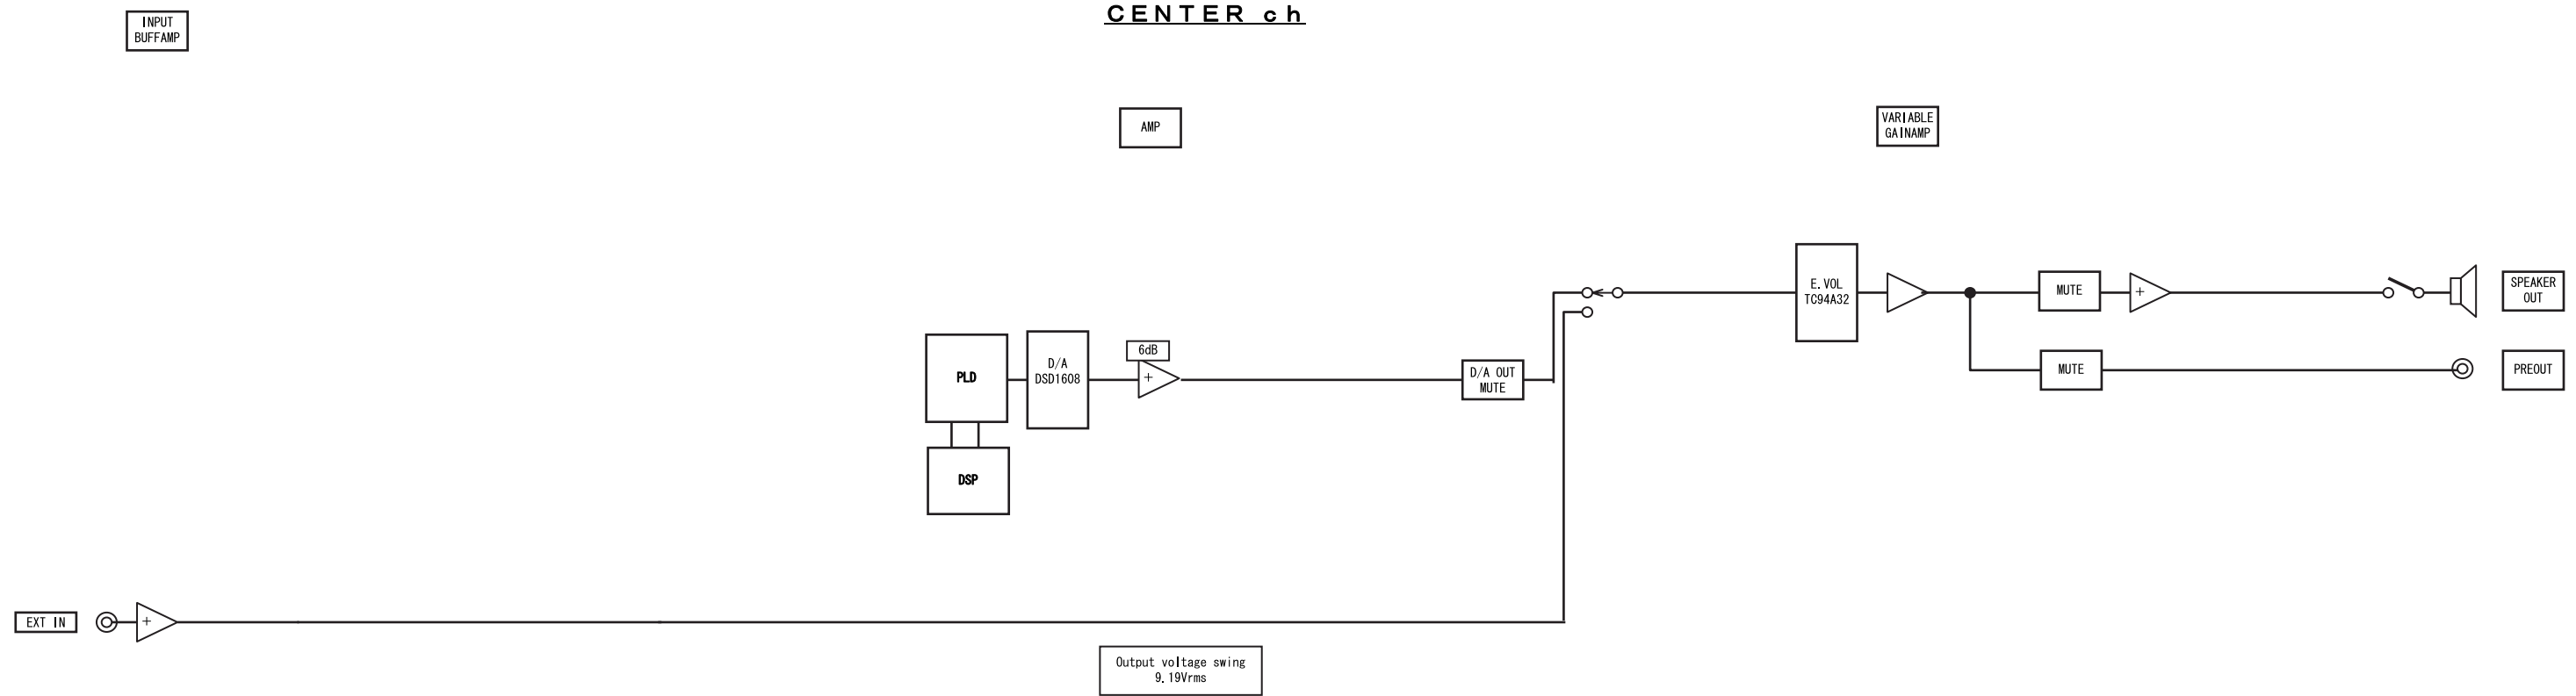 CENTER ch
INPUT
BUFFAMP
AMP
VARIABLE
GAINAMP
E.VOL
TC94A32
MUTE
+
SPEAKER
OUT
PLD
D/A
DSD1608
6dB
+
D/A OUT
MUTE
MUTE
PREOUT
DSP
EXT IN
+
Output voltage swing
9.19Vrms